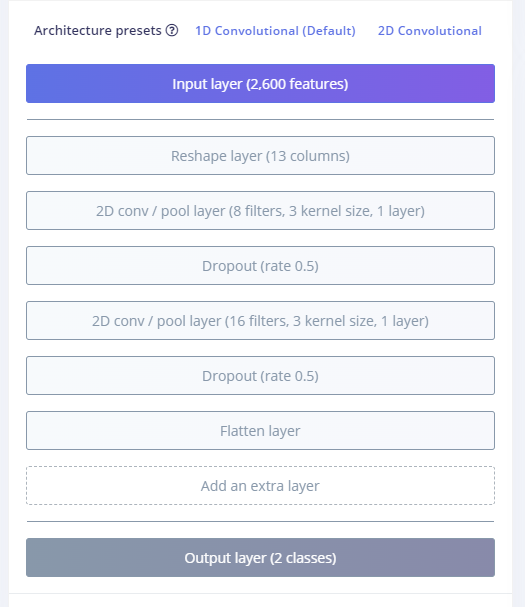 Architecture presets ? 1D Convolutional (Default) 2D Convolutional
Input layer (2,600 features)
Reshape layer (13 columns)
2D conv / pool layer (8 filters, 3 kernel size, 1 layer)
Dropout (rate 0.5)
2D conv / pool layer (16 filters, 3 kernel size, 1 layer)
Dropout (rate 0.5)
Flatten layer
Add an extra layer
Output layer (2 classes)